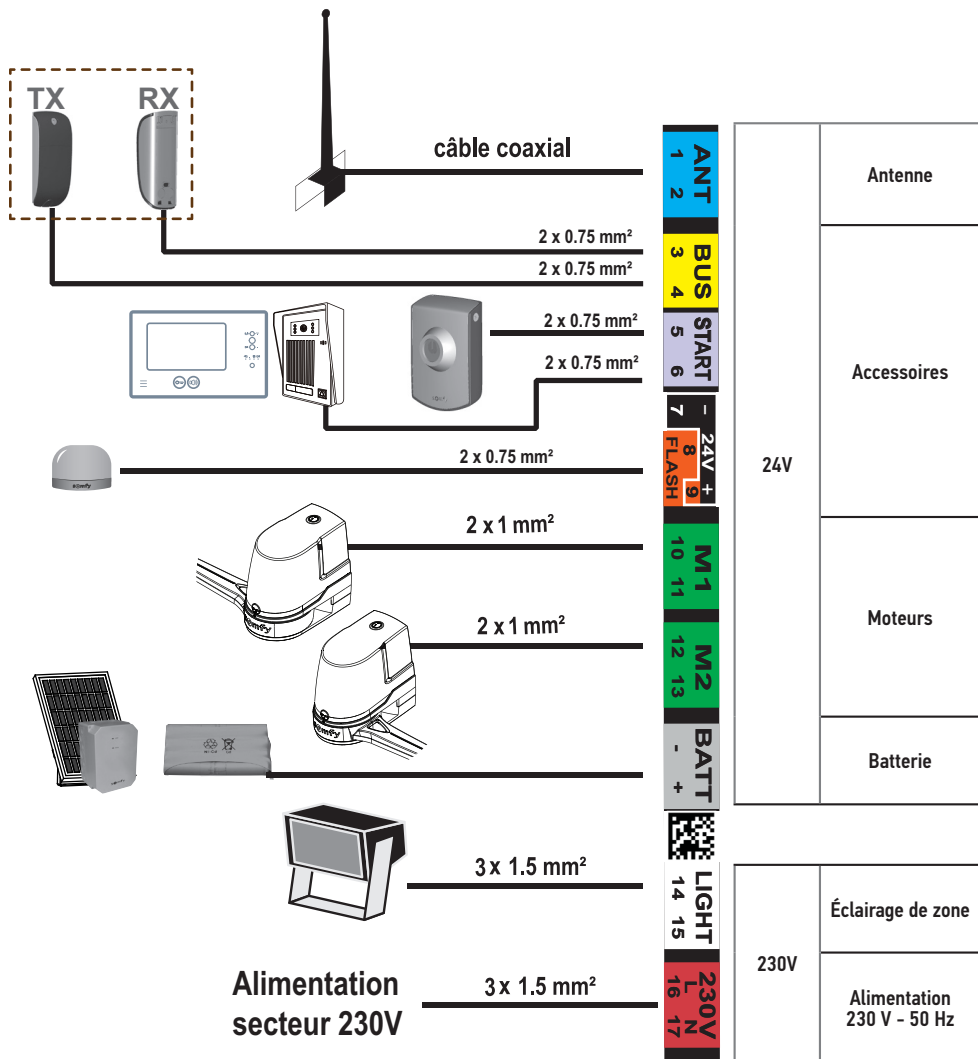 TX
RX
câble coaxial
2 x 0.75 mm²
2 x 0.75 mm²
2 x 0.75 mm²
2 x 0.75 mm²
somfy
2 x 0.75 mm²
2 x 1 mm²
somfy
2 x 1 mm²
somfy
3 x 1.5 mm²
Alimentation
secteur 230V
3 x 1.5 mm²
ANT
1 2
BUS
3 4
START
5 6
- 24V +
7 8 9
FLASH
M1
10 11
M2
12 13
BATT
- +
LIGHT
14 15
230V
L N
16 17
24V
Antenne
Accessoires
Moteurs
Batterie
230V
Éclairage de zone
Alimentation
230 V - 50 Hz